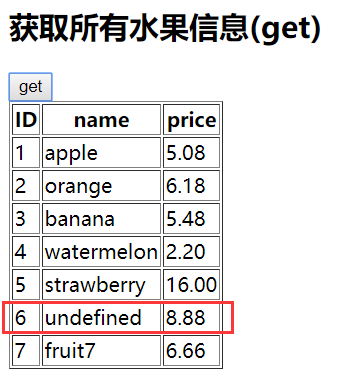 获取所有水果信息(get)
get
ID name price
1 apple 5.08
2 orange 6.18
3 banana 5.48
4 watermelon 2.20
5 strawberry 16.00
6 undefined 8.88
7 fruit7 6.66